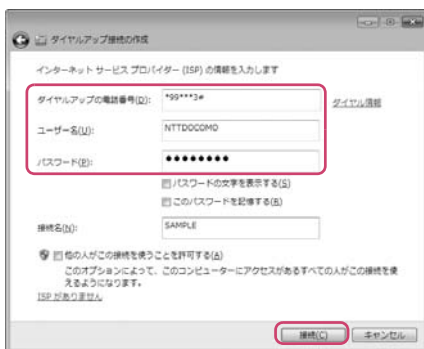 ダイヤルアップ接続の作成
インターネット サービス プロバイダー (ISP) の情報を入力します
ダイヤルアップの電話番号(D): *99***3# ダイヤル情報
ユーザー名(U): NTTDOCOMO
パスワード(P): ●●●●●●●●
パスワードの文字を表示する(S)
このパスワードを記憶する(R)
接続名(N): SAMPLE
他の人がこの接続を使うことを許可する(A)
このオプションによって、このコンピューターにアクセスがあるすべての人がこの接続を使
えるようになります。
ISP がありません
接続(C) キャンセル